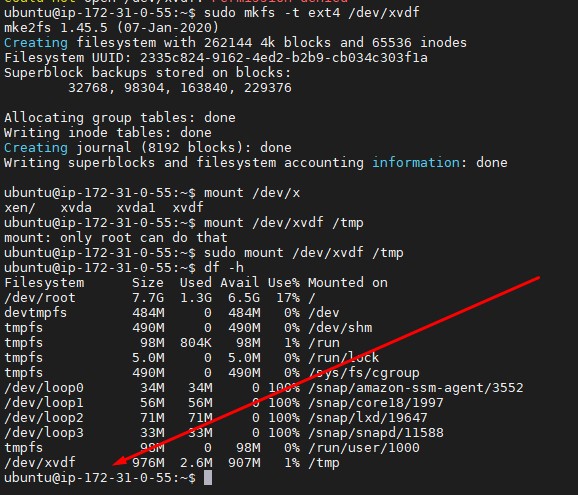 could not open /dev/xvdf: Permission denied
ubuntu@ip-172-31-0-55:~$ sudo mkfs -t ext4 /dev/xvdf
mke2fs 1.45.5 (07-Jan-2020)
Creating filesystem with 262144 4k blocks and 65536 inodes
Filesystem UUID: 2335c824-9162-4ed2-b2b9-cb034c303f1a
Superblock backups stored on blocks:
        32768, 98304, 163840, 229376
Allocating group tables: done
Writing inode tables: done
Creating journal (8192 blocks): done
Writing superblocks and filesystem accounting information: done
ubuntu@ip-172-31-0-55:~$ mount /dev/x
xen/   xvda   xvda1  xvdf
ubuntu@ip-172-31-0-55:~$ mount /dev/xvdf /tmp
mount: only root can do that
ubuntu@ip-172-31-0-55:~$ sudo mount /dev/xvdf /tmp
ubuntu@ip-172-31-0-55:~$ df -h
Filesystem      Size  Used Avail Use% Mounted on
/dev/root       7.7G  1.3G  6.5G  17% /
devtmpfs        484M     0  484M   0% /dev
tmpfs           490M     0  490M   0% /dev/shm
tmpfs            98M  804K   98M   1% /run
tmpfs           5.0M     0  5.0M   0% /run/lock
tmpfs           490M     0  490M   0% /sys/fs/cgroup
/dev/loop0       34M   34M     0 100% /snap/amazon-ssm-agent/3552
/dev/loop1       56M   56M     0 100% /snap/core18/1997
/dev/loop2       71M   71M     0 100% /snap/lxd/19647
/dev/loop3       33M   33M     0 100% /snap/snapd/11588
tmpfs            98M     0   98M   0% /run/user/1000
/dev/xvdf       976M  2.6M  907M   1% /tmp
ubuntu@ip-172-31-0-55:~$